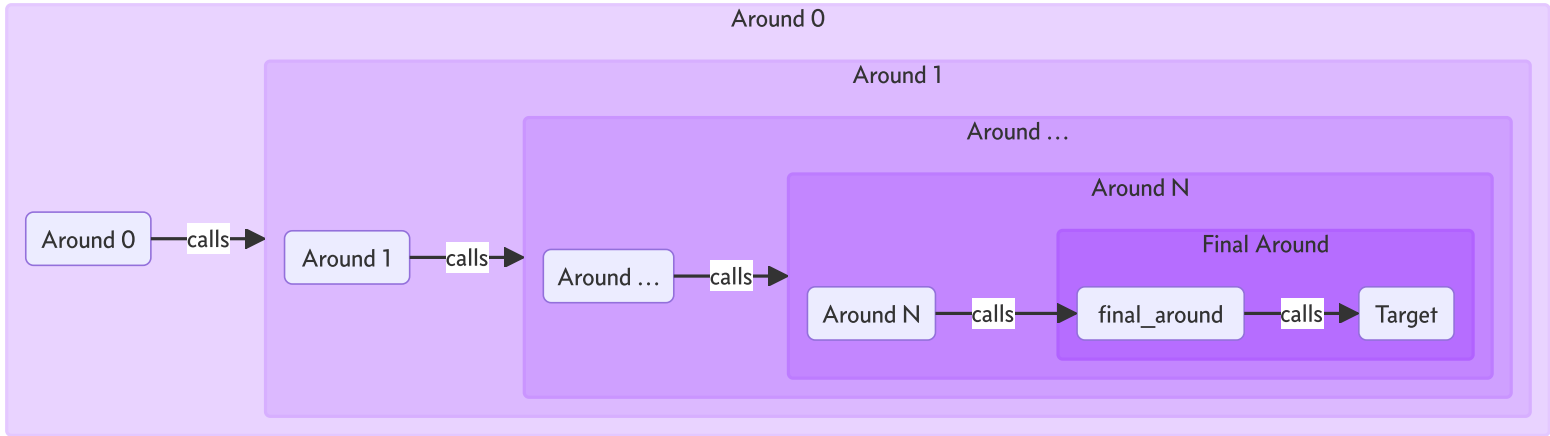 Around 0
Around 1
Around ...
Around N
Final Around
Around 0
calls
Around 1
calls
Around ...
calls
Around N
calls
final_around
calls
Target